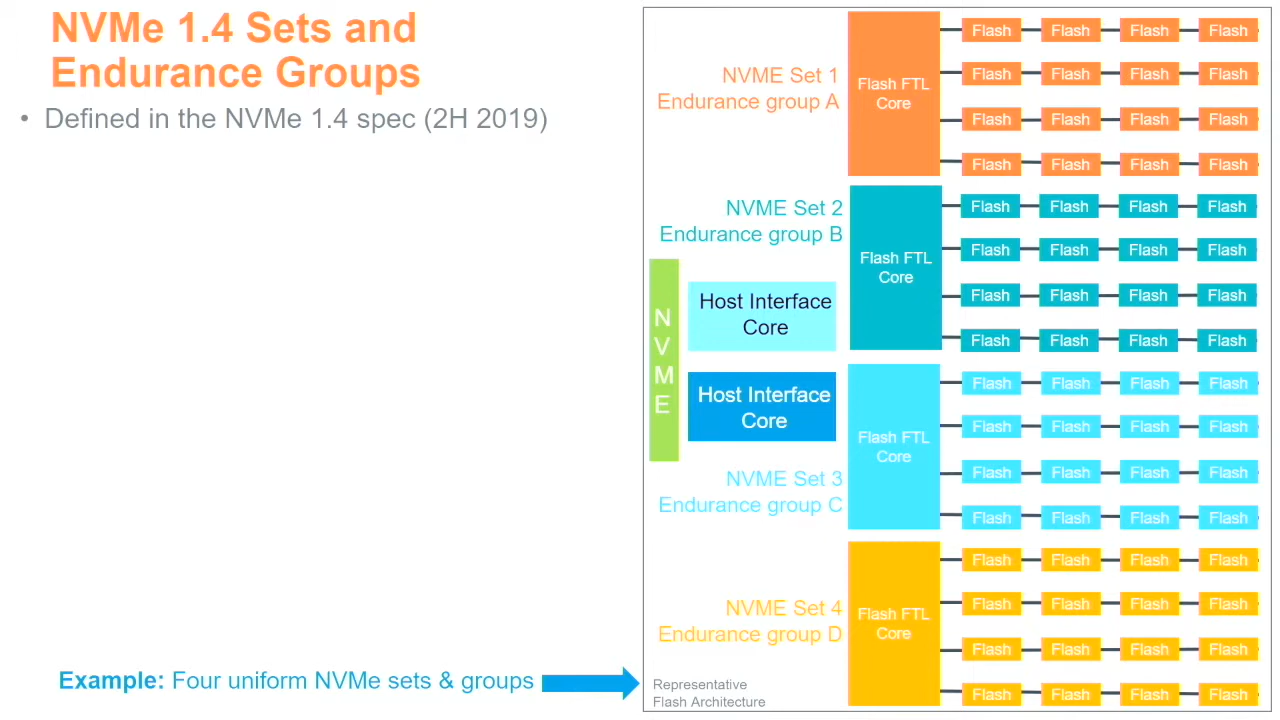 NVMe 1.4 Sets and
Endurance Groups
• Defined in the NVMe 1.4 spec (2H 2019)
NVME Set 1
Endurance group A
Flash FTL
Core
Flash Flash Flash Flash
Flash Flash Flash Flash
Flash Flash Flash Flash
Flash Flash Flash Flash
NVME Set 2
Endurance group B
Flash FTL
Core
Flash Flash Flash Flash
Flash Flash Flash Flash
Flash Flash Flash Flash
Flash Flash Flash Flash
N
V
M
E
Host Interface
Core
Host Interface
Core
NVME Set 3
Endurance group C
Flash FTL
Core
Flash Flash Flash Flash
Flash Flash Flash Flash
Flash Flash Flash Flash
Flash Flash Flash Flash
NVME Set 4
Endurance group D
Flash FTL
Core
Flash Flash Flash Flash
Flash Flash Flash Flash
Flash Flash Flash Flash
Flash Flash Flash Flash
Example: Four uniform NVMe sets & groups
Representative
Flash Architecture